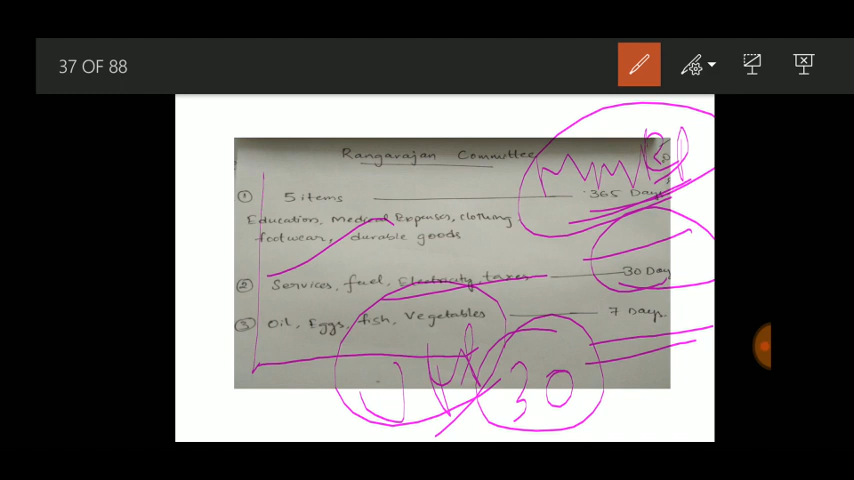 37 OF 88
Rangarajan Committee
① 5 items 365 Days
Education, Medical Expenses, clothing
footwear, durable goods
② Services, fuel, Electricity, taxes 30 Day
③ Oil, Eggs, fish, Vegetables 7 Days.
30